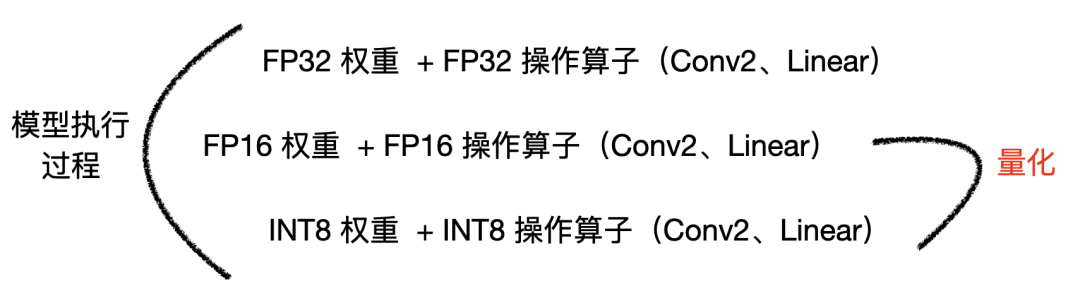 FP32 权重 + FP32 操作算子（Conv2、Linear）
模型执行
过程
FP16 权重 + FP16 操作算子（Conv2、Linear）
量化
INT8 权重 + INT8 操作算子（Conv2、Linear）